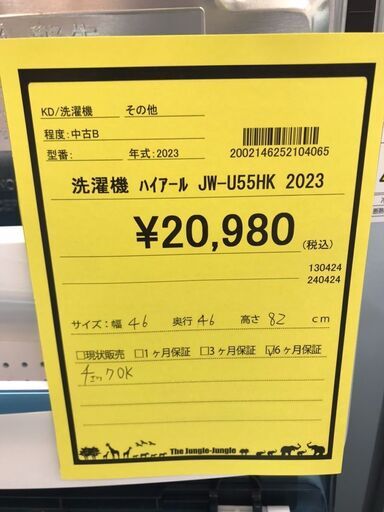 KD/洗濯機 その他
程度:中古B
型番: 年式:2023
2002146252104065
洗濯機 ﾊｲｱｰﾙ JW-U55HK 2023
¥20,980(税込)
130424
240424
サイズ:幅 46 奥行 46 高さ 82 cm
□現状販売 □1ヶ月保証 □3ヶ月保証 ☑6ヶ月保証
チェックOK
The Jungle-Jungle